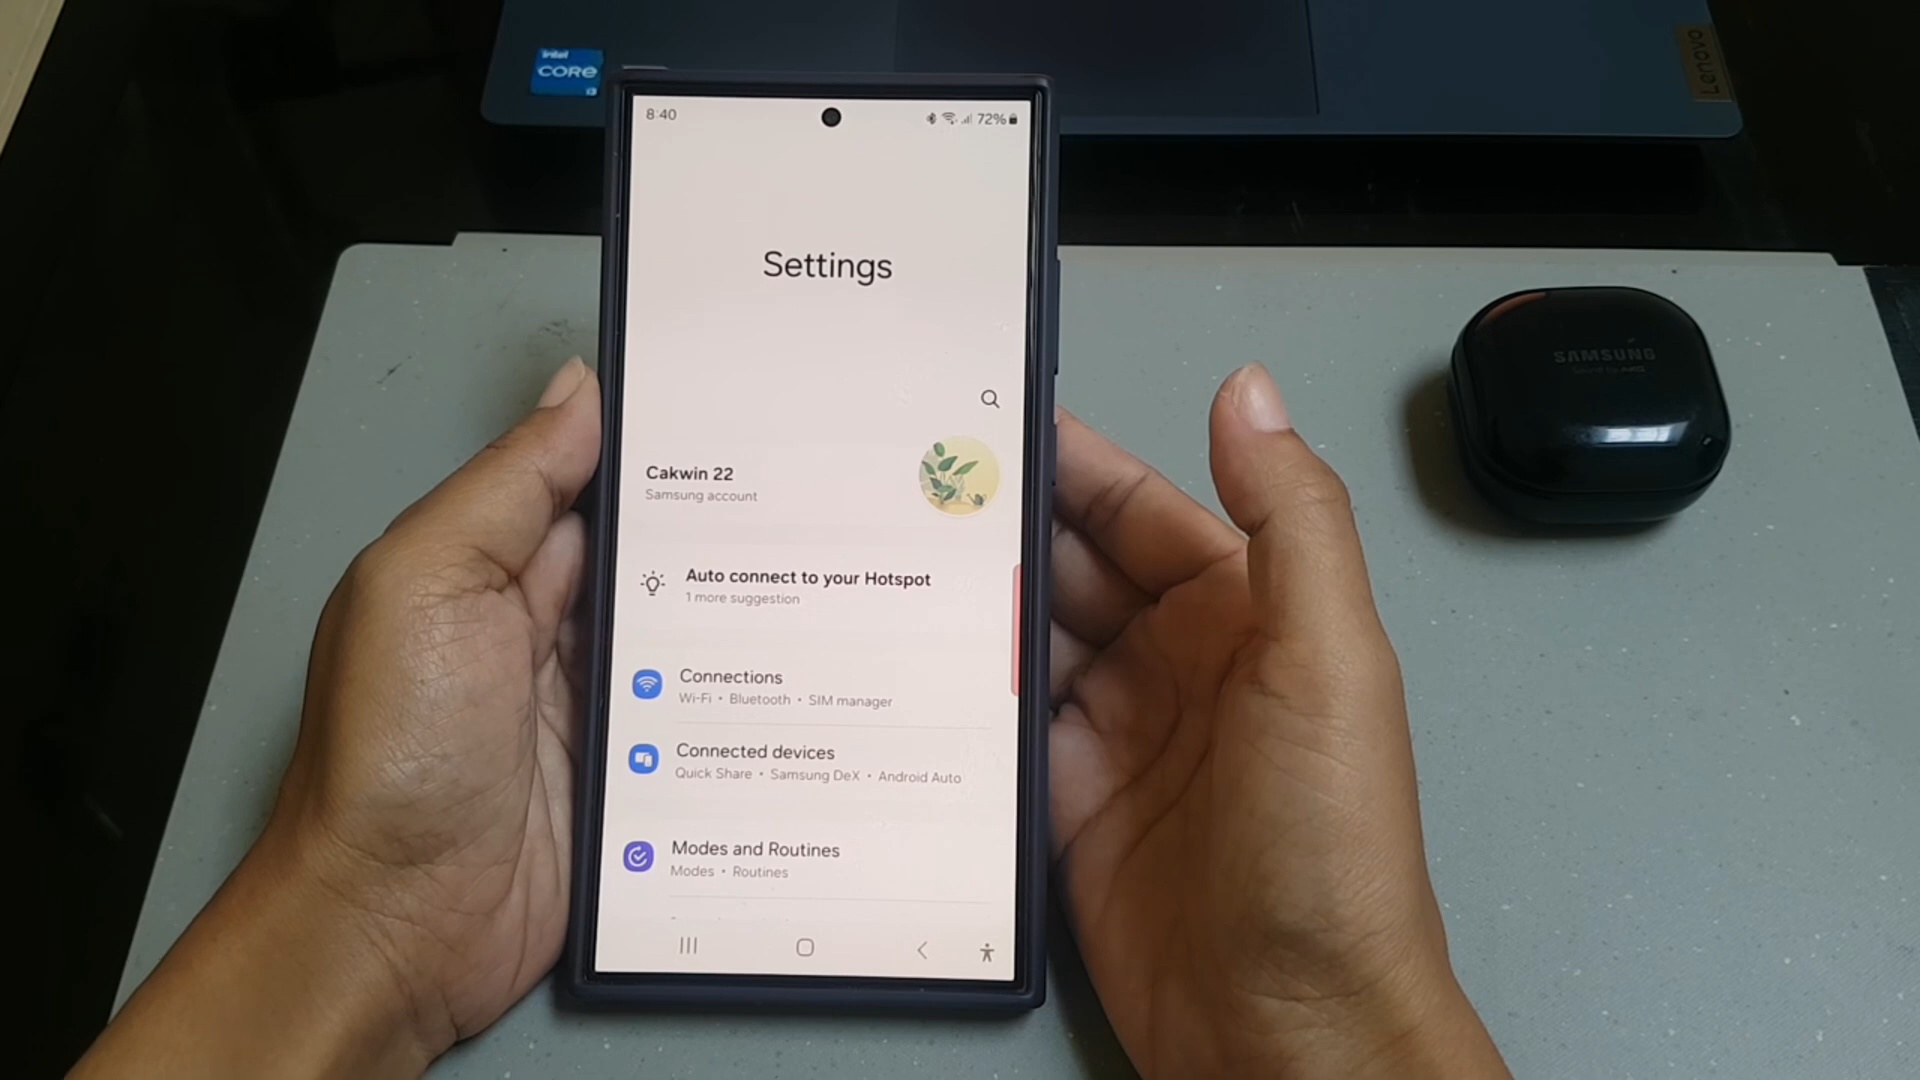 intel
CORE
i3
Lenovo
8:40
72%
Settings
SAMSUNG
Cakwin 22
Samsung account
Auto connect to your Hotspot
1 more suggestion
Connections
Wi-Fi • Bluetooth • SIM manager
Connected devices
Quick Share • Samsung DeX • Android Auto
Modes and Routines
Modes • Routines